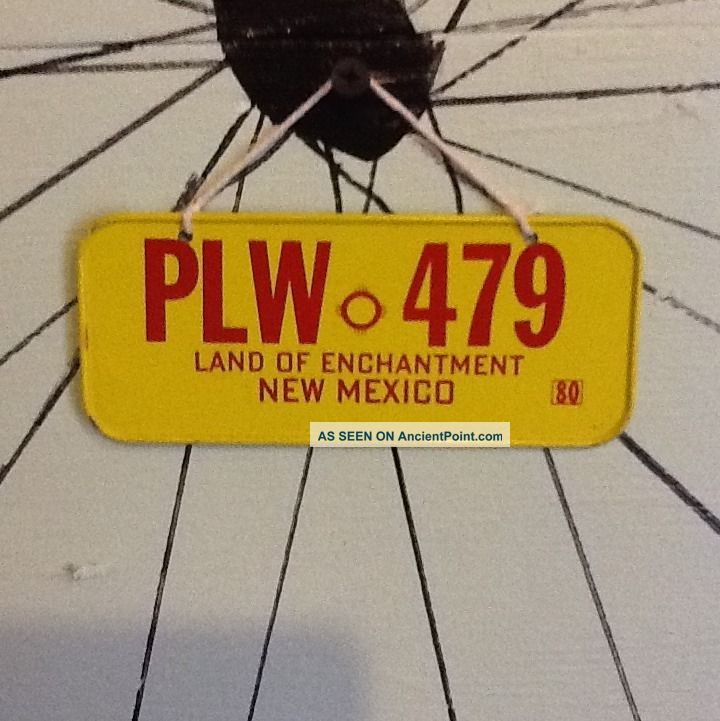 PLW 479
LAND OF ENCHANTMENT
NEW MEXICO 80
AS SEEN ON AncientPoint.com